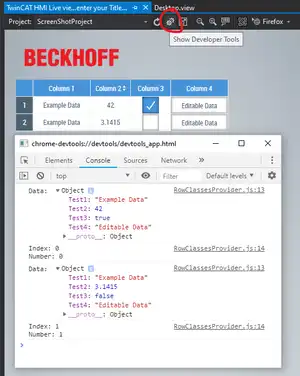 TwinCAT HMI Live vie...enter your Title... Desktop.view
Project: ScreenShotProject Firefox
Show Developer Tools
BECKHOFF
Column 1 Column 2 Column 3 Column 4
1 Example Data 42 Editable Data
2 Example Data 3.1415 Editable Data
chrome-devtools://devtools/devtools_app.html
Elements Console »
top Filter Default levels
Data: Object RowClassesProvider.js:13
Test1: "Example Data"
Test2: 42
Test3: true
Test4: "Editable Data"
__proto__: Object
Index: 0 RowClassesProvider.js:14
Number: 0
Data: Object RowClassesProvider.js:13
Test1: "Example Data"
Test2: 3.1415
Test3: false
Test4: "Editable Data"
__proto__: Object
Index: 1 RowClassesProvider.js:14
Number: 1